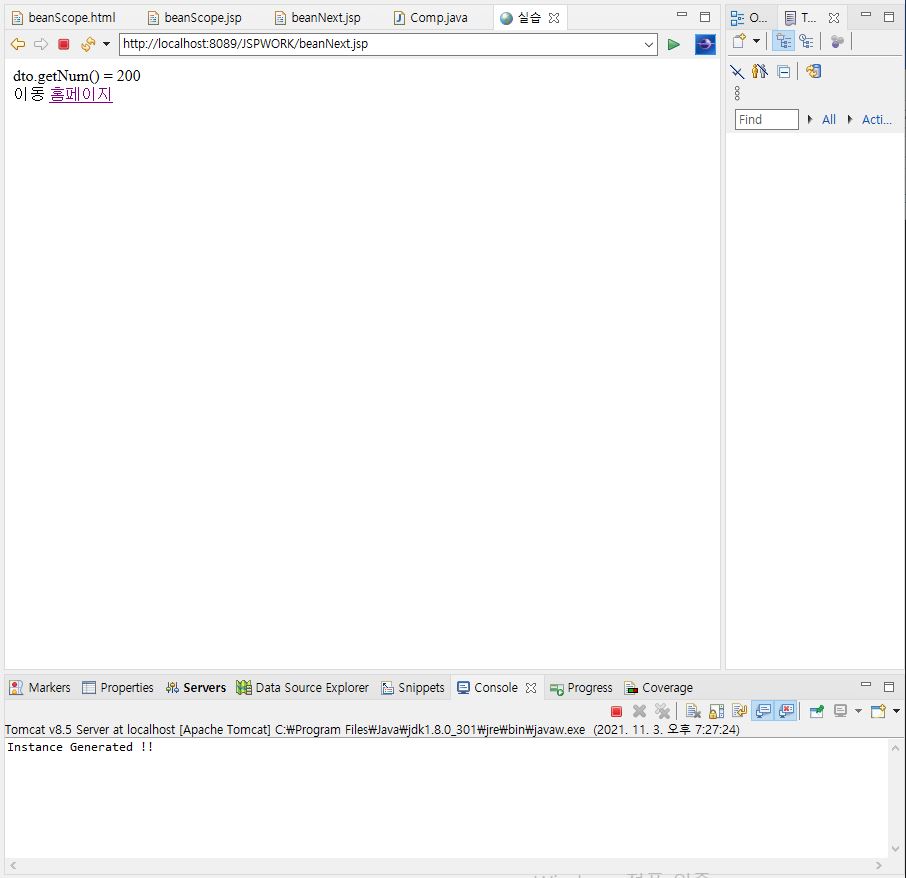 beanScope.html beanScope.jsp beanNext.jsp Comp.java 실습 O... T...
http://localhost:8089/JSPWORK/beanNext.jsp
dto.getNum() = 200
이동 홈페이지
Find All Acti...
Markers Properties Servers Data Source Explorer Snippets Console Progress Coverage
Tomcat v8.5 Server at localhost [Apache Tomcat] C:₩Program Files₩Java₩jdk1.8.0_301₩jre₩bin₩javaw.exe (2021. 11. 3. 오후 7:27:24)
Instance Generated !!